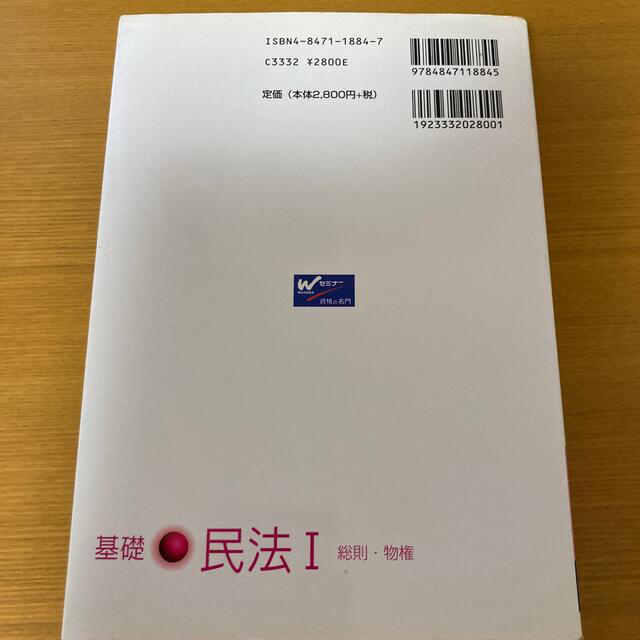 ISBN4-8471-1884-7
C3332 ¥2800E
定価（本体2,800円+税）
9784847118845
1923332028001
W セミナー
WASEDA
資格の名門
基礎 民法I 総則・物権